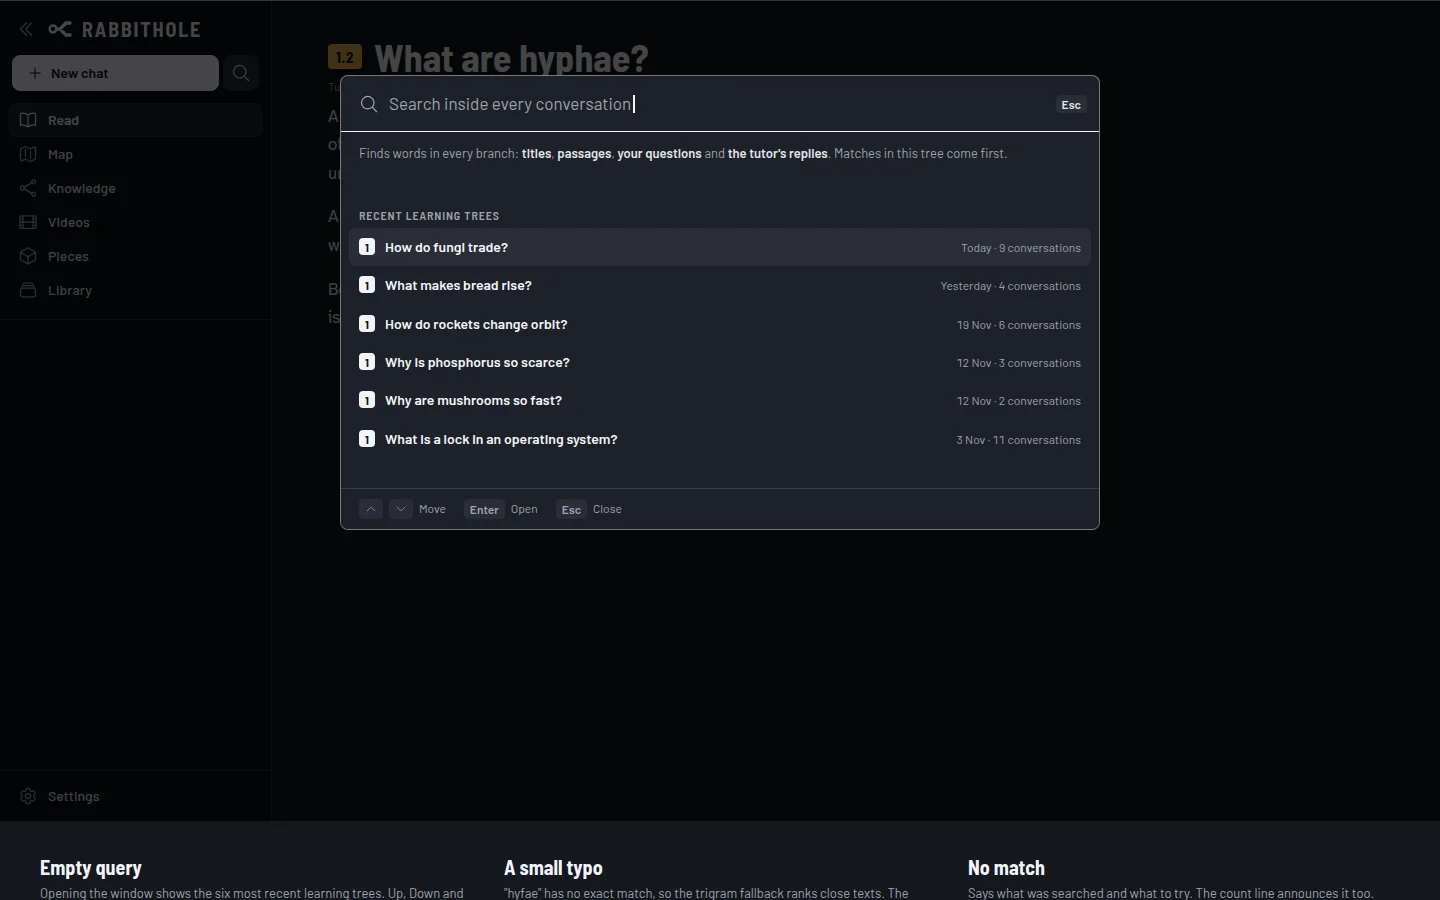 RABBITHOLE
New chat
Read
Map
Knowledge
Videos
Pieces
Library
Settings
1.2 What are hyphae?
Tu
A
of
A
w
is
Search inside every conversation
Esc
Finds words in every branch: titles, passages, your questions and the tutor's replies. Matches in this tree come first.
RECENT LEARNING TREES
1 How do fungi trade? Today · 9 conversations
1 What makes bread rise? Yesterday · 4 conversations
1 How do rockets change orbit? 19 Nov · 6 conversations
1 Why is phosphorus so scarce? 12 Nov · 3 conversations
1 Why are mushrooms so fast? 12 Nov · 2 conversations
1 What is a lock in an operating system? 3 Nov · 11 conversations
Move Enter Open Esc Close
Empty query
Opening the window shows the six most recent learning trees. Up, Down and
A small typo
"hyfae" has no exact match, so the trigram fallback ranks close texts. The
No match
Says what was searched and what to try. The count line announces it too.